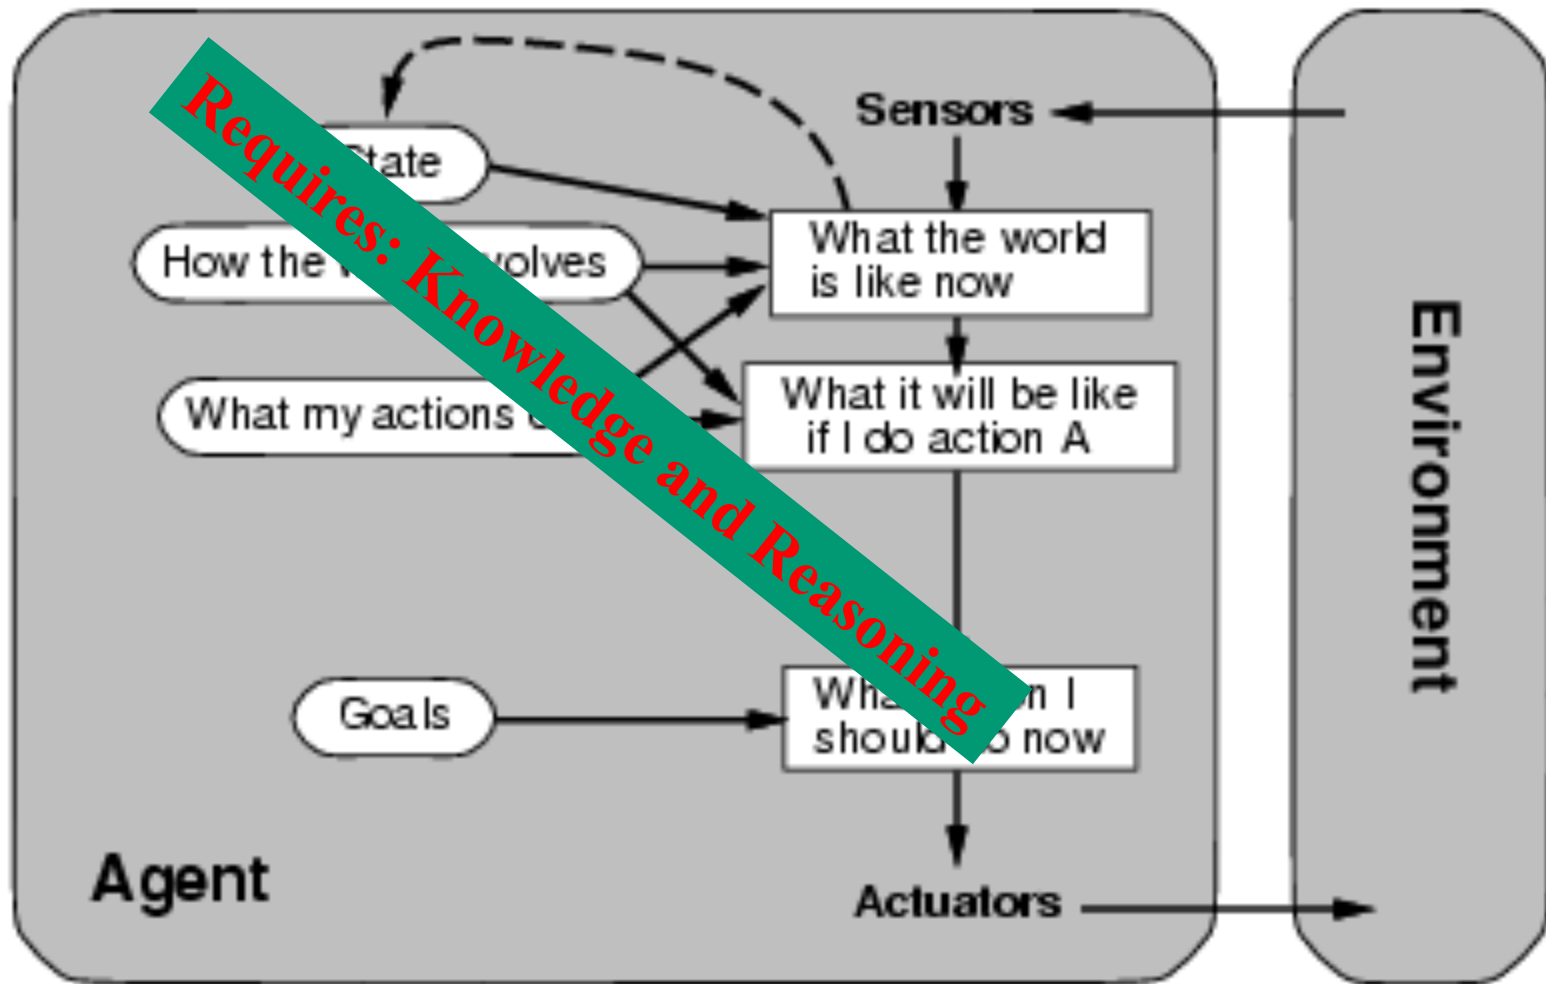 Requires: Knowledge and Reasoning
Sensors
State
How the volves
What the world
is like now
What my actions
What it will be like
if I do action A
Environment
Goals
I
should now
Agent
Actuators